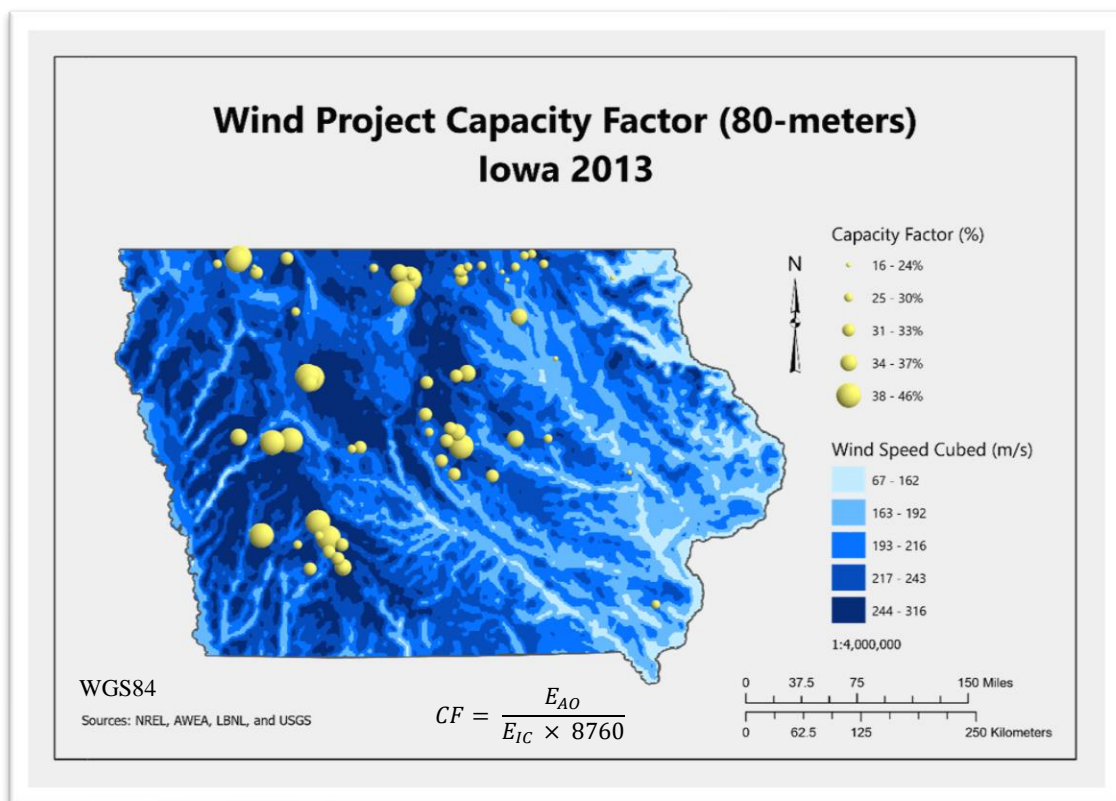 Wind Project Capacity Factor (80-meters)
Iowa 2013
Capacity Factor (%)
N
16 - 24%
25 - 30%
31 - 33%
34 - 37%
38 - 46%
Wind Speed Cubed (m/s)
67 - 162
163 - 192
193 - 216
217 - 243
244 - 316
1:4,000,000
WGS84
Sources: NREL, AWEA, LBNL, and USGS
CF = E_AO / (E_IC × 8760)
0 37.5 75 150 Miles
0 62.5 125 250 Kilometers